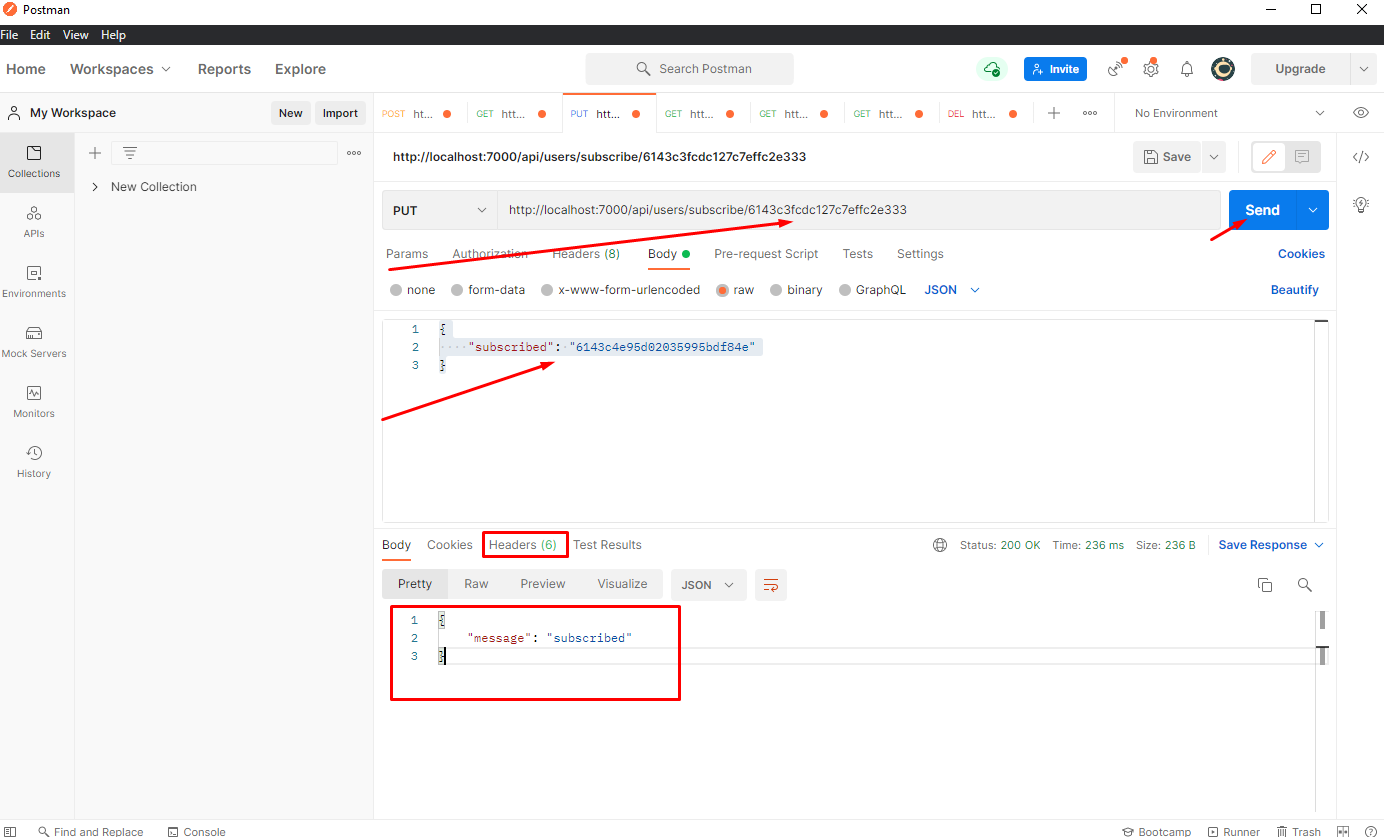 Postman
File Edit View Help
Home Workspaces Reports Explore Search Postman Invite Upgrade
My Workspace New Import POST htt... GET htt... PUT htt... GET htt... GET htt... GET htt... DEL htt... No Environment
Collections
New Collection
APIs
Environments
Mock Servers
Monitors
History
http://localhost:7000/api/users/subscribe/6143c3fcdc127c7effc2e333 Save
PUT http://localhost:7000/api/users/subscribe/6143c3fcdc127c7effc2e333 Send
Params Authorization Headers (8) Body Pre-request Script Tests Settings Cookies
none form-data x-www-form-urlencoded raw binary GraphQL JSON Beautify
1 {
2 "subscribed": "6143c4e95d02035995bdf84e"
3 }
Body Cookies Headers (6) Test Results Status: 200 OK Time: 236 ms Size: 236 B Save Response
Pretty Raw Preview Visualize JSON
1 {
2 "message": "subscribed"
3 }
Find and Replace Console Bootcamp Runner Trash